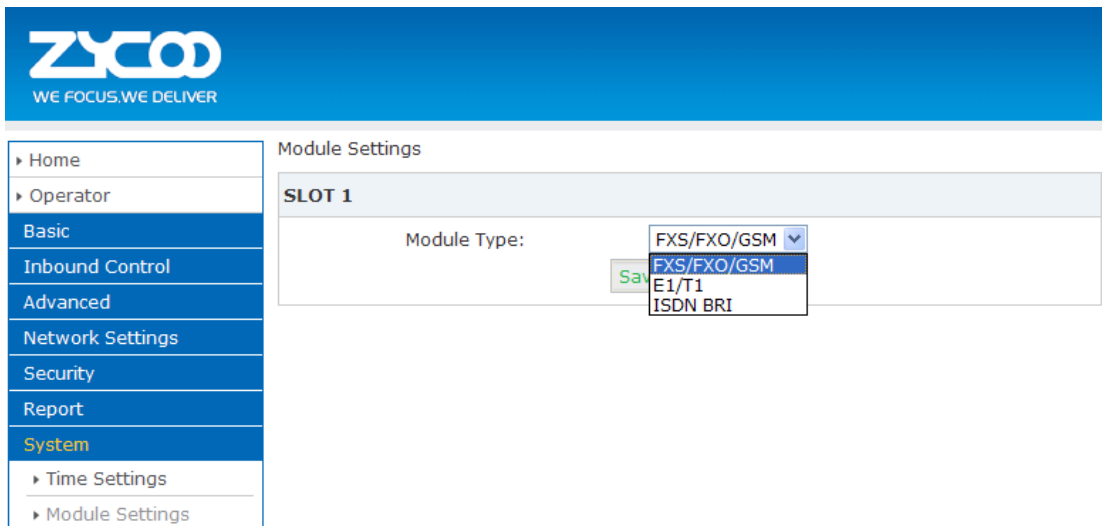 ZYCOO
WE FOCUS,WE DELIVER
Home
Operator
Basic
Inbound Control
Advanced
Network Settings
Security
Report
System
Time Settings
Module Settings
Module Settings
SLOT 1
Module Type: FXS/FXO/GSM
FXS/FXO/GSM
E1/T1
ISDN BRI